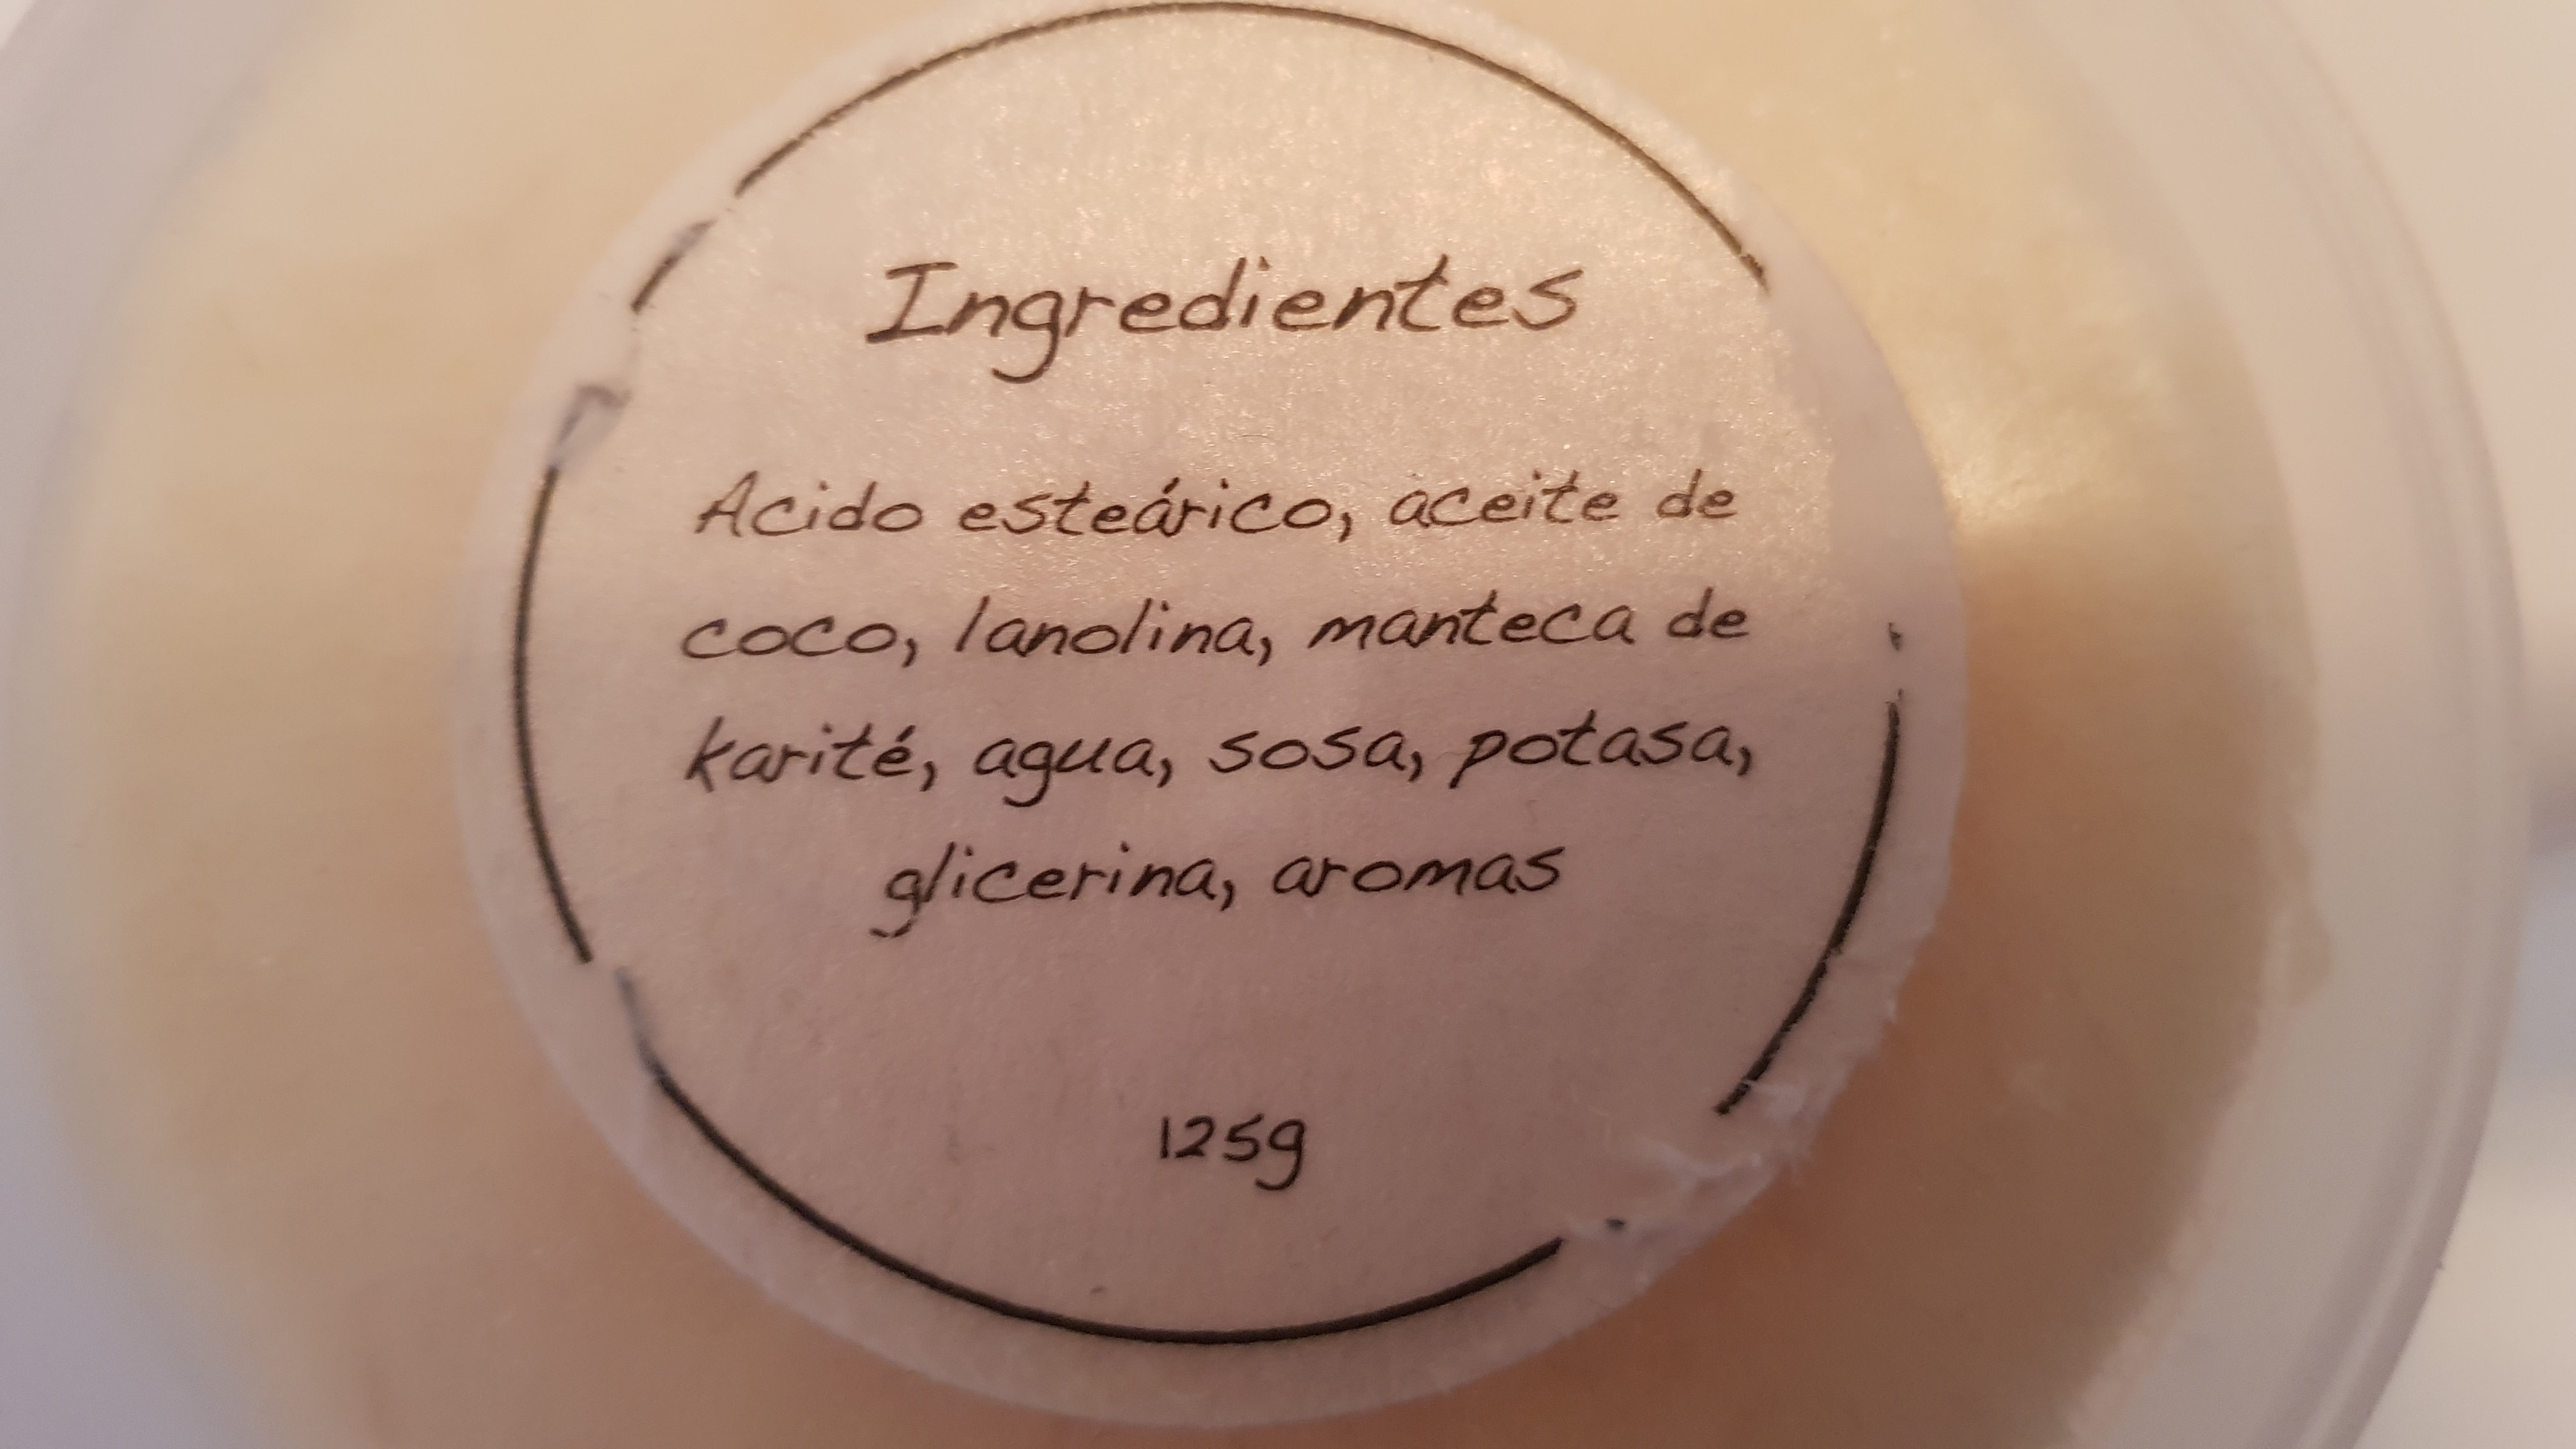 Ingredientes
Acido esteárico, aceite de
coco, lanolina, manteca de
karité, agua, sosa, potasa,
glicerina, aromas
125g